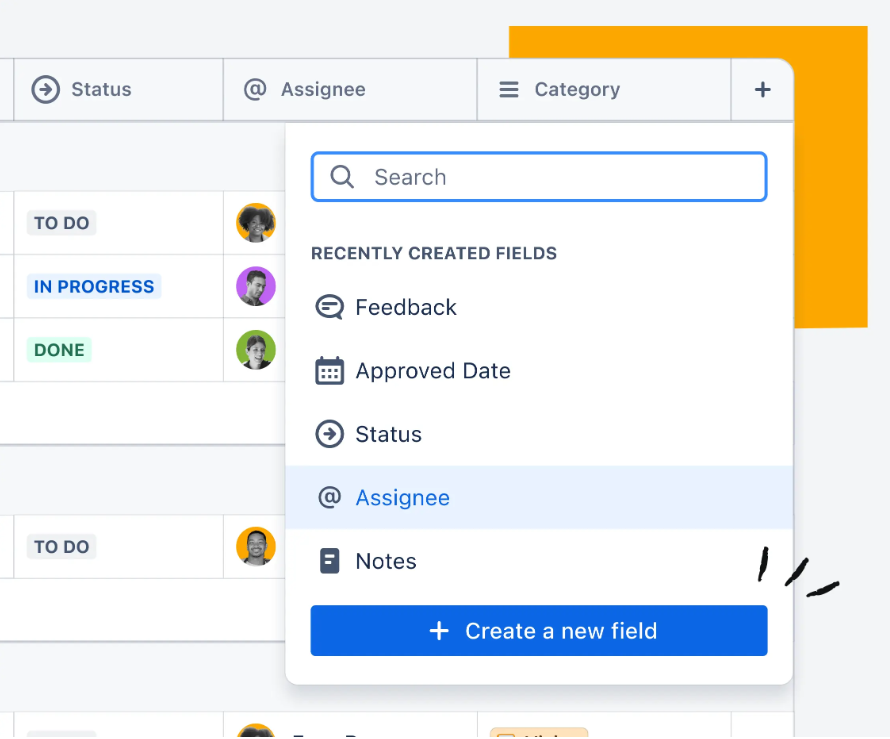 Status
@ Assignee
Category
+
Search
TO DO
RECENTLY CREATED FIELDS
IN PROGRESS
Feedback
DONE
Approved Date
Status
@ Assignee
TO DO
Notes
+ Create a new field